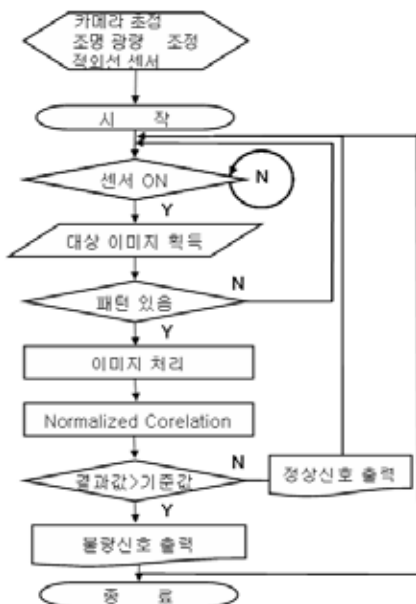 카메라 초점
조명 광량 조정
적외선 센서
시 작
센서 ON
N
Y
대상 이미지 획득
N
패턴 있음
Y
이미지 처리
Normalized Corelation
N
결과값>기준값
정상신호 출력
Y
불량신호 출력
종 료